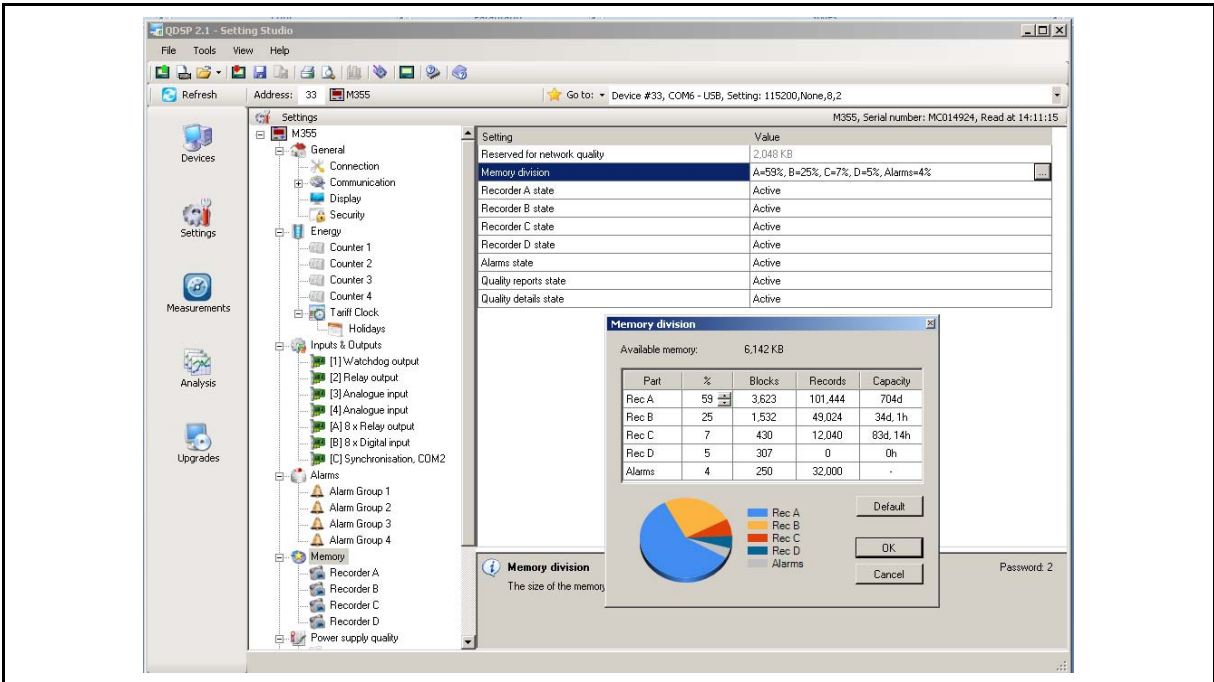 QDSP 2.1 - Setting Studio
File Tools View Help
Refresh Address: 33 M355 Go to: Device #33, COM6 - USB, Setting: 115200,None,8,2
Settings M355, Serial number: MC014924, Read at 14:11:15
Devices
Settings
Measurements
Analysis
Upgrades
M355
General
Connection
Communication
Display
Security
Energy
Counter 1
Counter 2
Counter 3
Counter 4
Tariff Clock
Holidays
Inputs & Outputs
[1] Watchdog output
[2] Relay output
[3] Analogue input
[4] Analogue input
[A] 8 x Relay output
[B] 8 x Digital input
[C] Synchronisation, COM2
Alarms
Alarm Group 1
Alarm Group 2
Alarm Group 3
Alarm Group 4
Memory
Recorder A
Recorder B
Recorder C
Recorder D
Power supply quality
Setting Value
Reserved for network quality 2,048 KB
Memory division A=59%, B=25%, C=7%, D=5%, Alarms=4% ...
Recorder A state Active
Recorder B state Active
Recorder C state Active
Recorder D state Active
Alarms state Active
Quality reports state Active
Quality details state Active
Memory division
Available memory: 6,142 KB
Part % Blocks Records Capacity
Rec A 59 3,623 101,444 704d
Rec B 25 1,532 49,024 34d, 1h
Rec C 7 430 12,040 83d, 14h
Rec D 5 307 0 0h
Alarms 4 250 32,000 -
Rec A
Rec B
Rec C
Rec D
Alarms
Default
OK
Cancel
Memory division Password: 2
The size of the memory